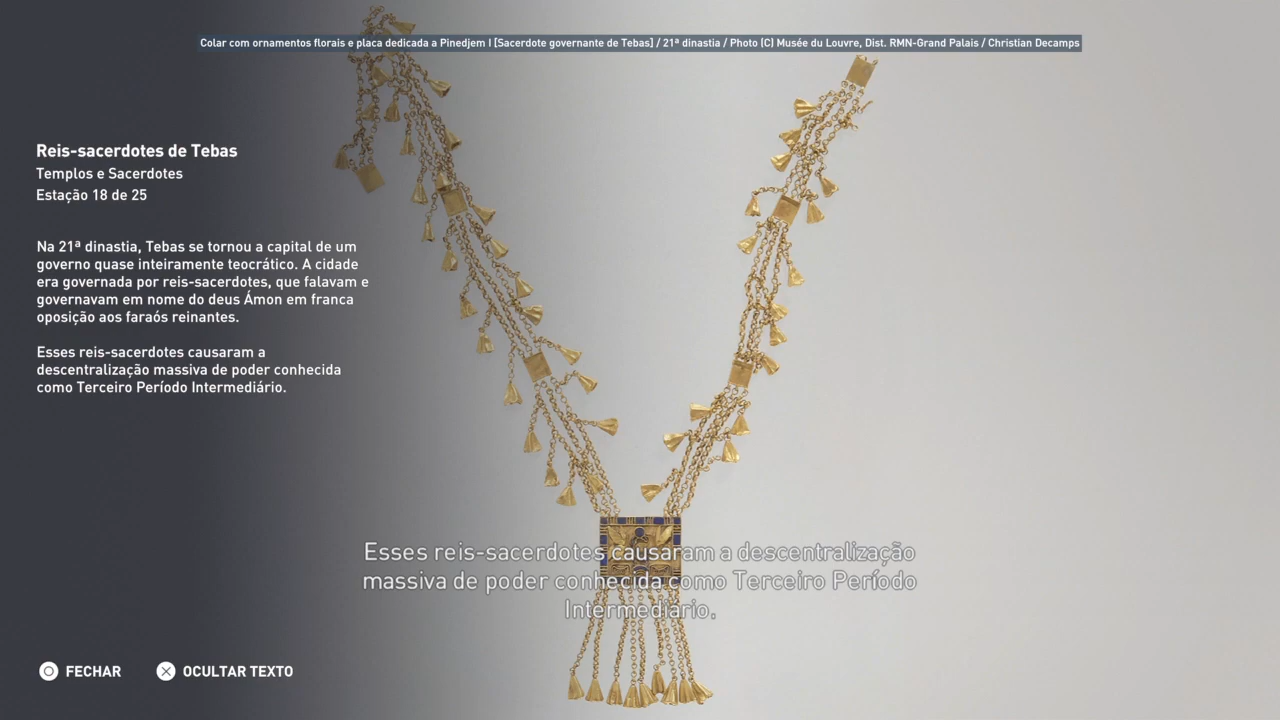 Colar com ornamentos florais e placa dedicada a Pinedjem I [Sacerdote governante de Tebas] / 21ª dinastia / Photo (C) Musée du Louvre, Dist. RMN-Grand Palais / Christian Decamps
Reis-sacerdotes de Tebas
Templos e Sacerdotes
Estação 18 de 25
Na 21ª dinastia, Tebas se tornou a capital de um
governo quase inteiramente teocrático. A cidade
era governada por reis-sacerdotes, que falavam e
governavam em nome do deus Ámon em franca
oposição aos faraós reinantes.
Esses reis-sacerdotes causaram a
descentralização massiva de poder conhecida
como Terceiro Período Intermediário.
Esses reis-sacerdotes causaram a descentralização
massiva de poder conhecida como Terceiro Período
Intermediário.
FECHAR
OCULTAR TEXTO